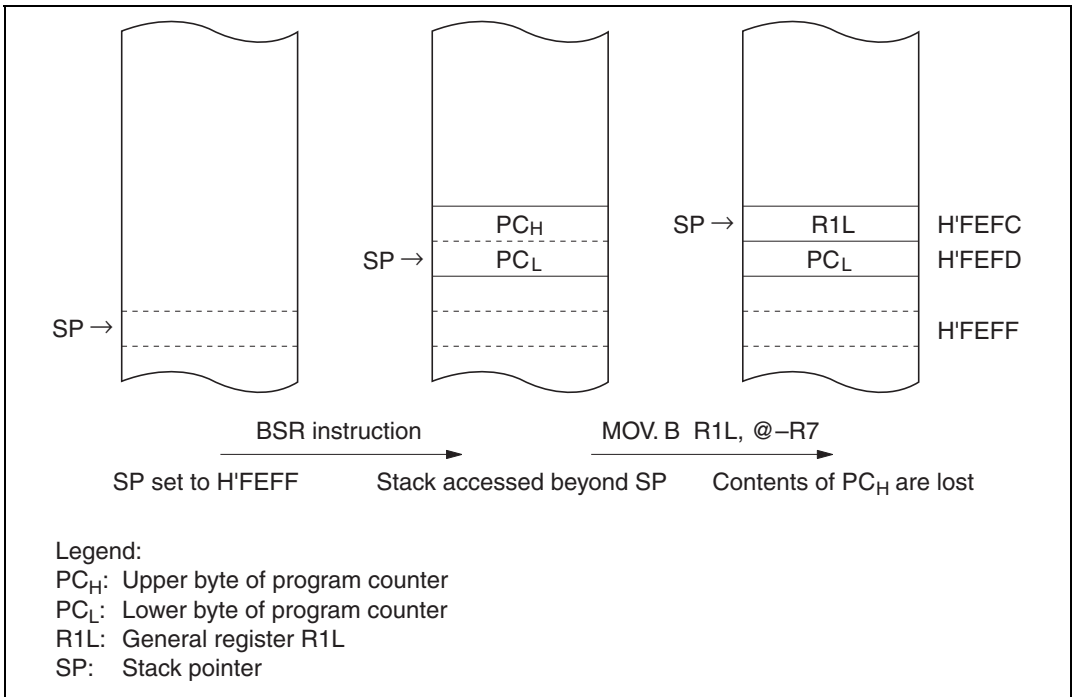 PCH
SP → R1L H'FEFC
SP → PCL PCL H'FEFD
SP → H'FEFF
BSR instruction MOV. B R1L, @–R7
SP set to H'FEFF Stack accessed beyond SP Contents of PCH are lost
Legend:
PCH: Upper byte of program counter
PCL: Lower byte of program counter
R1L: General register R1L
SP: Stack pointer